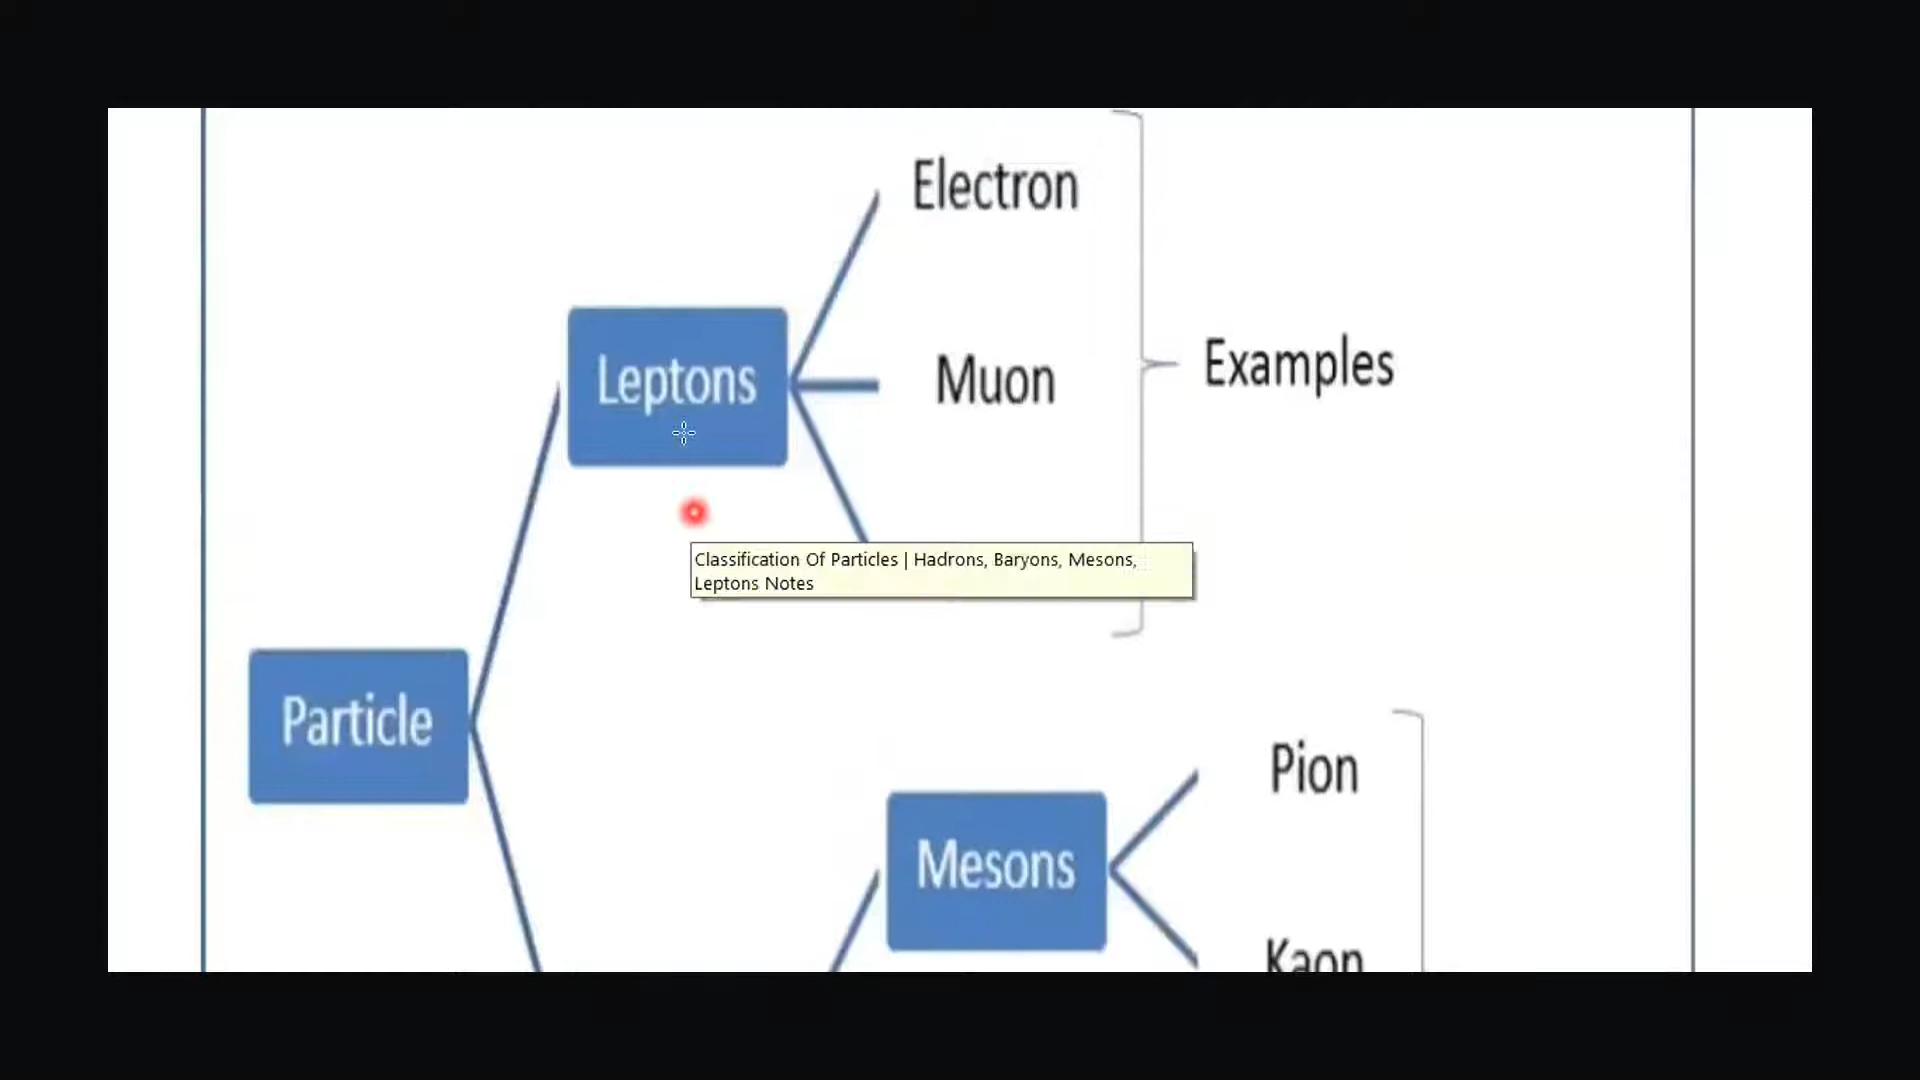 Electron
Leptons
Muon
Examples
Classification Of Particles | Hadrons, Baryons, Mesons,
Leptons Notes
Particle
Pion
Mesons
Kaon